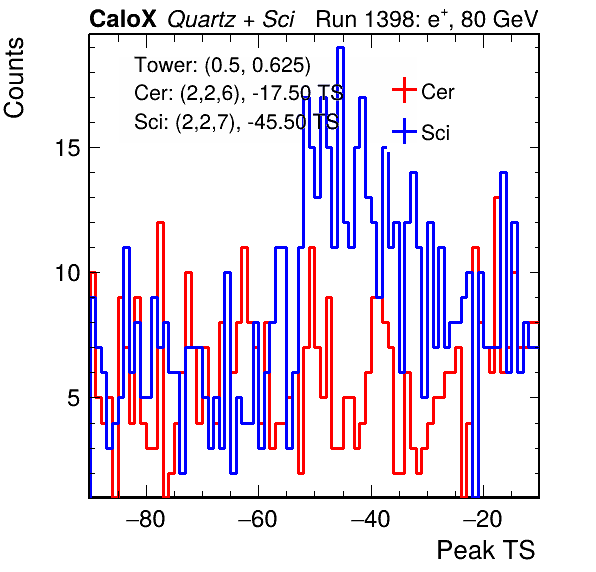 CaloX Quartz + Sci Run 1398: e+, 80 GeV
Counts
Tower: (0.5, 0.625)
Cer: (2,2,6), -17.50 TS
Sci: (2,2,7), -45.50 TS
Cer
Sci
15
10
5
−80 −60 −40 −20
Peak TS